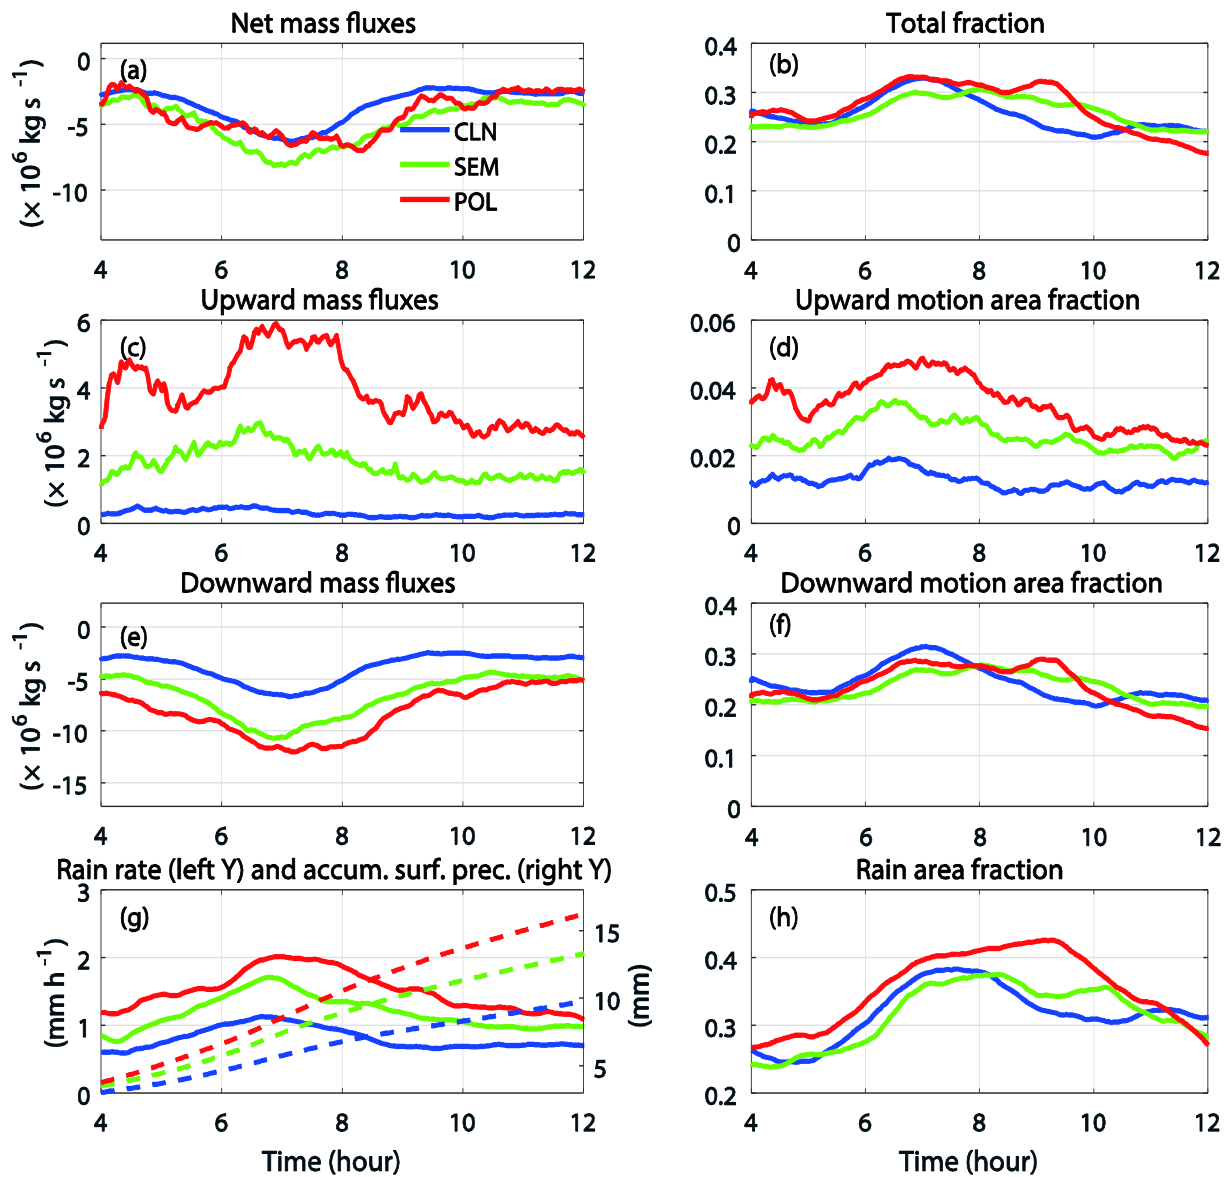 Net mass fluxes
(a)
0
-5
-10
(× 10⁶ kg s ⁻¹)
CLN
SEM
POL
4 6 8 10 12
Total fraction
(b)
0.4
0.3
0.2
0.1
0
4 6 8 10 12
Upward mass fluxes
(c)
6
4
2
0
(× 10⁶ kg s ⁻¹)
4 6 8 10 12
Upward motion area fraction
(d)
0.06
0.04
0.02
0
4 6 8 10 12
Downward mass fluxes
(e)
0
-5
-10
-15
(× 10⁶ kg s ⁻¹)
4 6 8 10 12
Downward motion area fraction
(f)
0.4
0.3
0.2
0.1
0
4 6 8 10 12
Rain rate (left Y) and accum. surf. prec. (right Y)
(g)
3
2
1
0
(mm h⁻¹)
15
10
5
(mm)
4 6 8 10 12
Time (hour)
Rain area fraction
(h)
0.5
0.4
0.3
0.2
4 6 8 10 12
Time (hour)